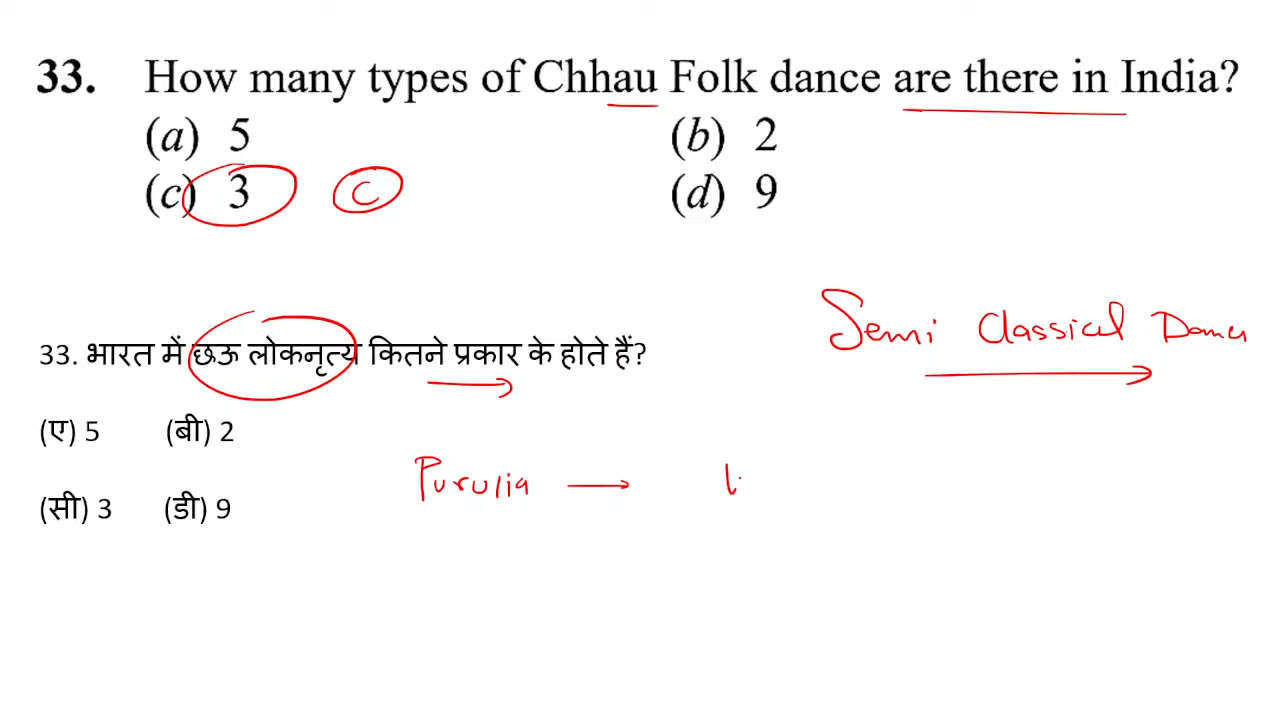 33. How many types of Chhau Folk dance are there in India?
(a) 5 (b) 2
(c) 3 C (d) 9
Semi Classical Dance
33. भारत में छऊ लोकनृत्य कितने प्रकार के होते हैं?
(ए) 5 (बी) 2
Purulia →
(सी) 3 (डी) 9